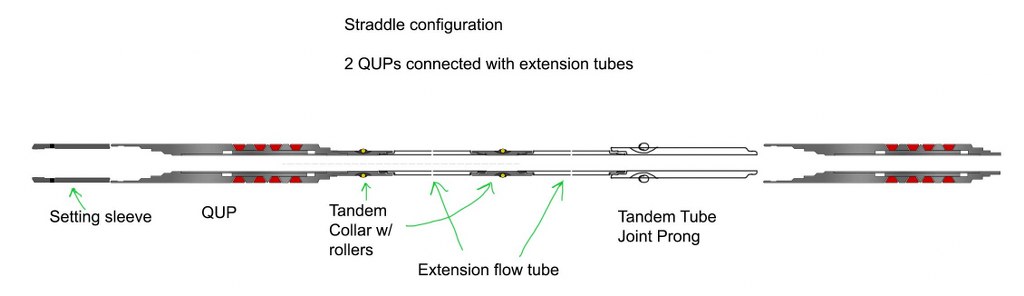 Straddle configuration
2 QUPs connected with extension tubes
Setting sleeve
QUP
Tandem
Collar w/
rollers
Extension flow tube
Tandem Tube
Joint Prong